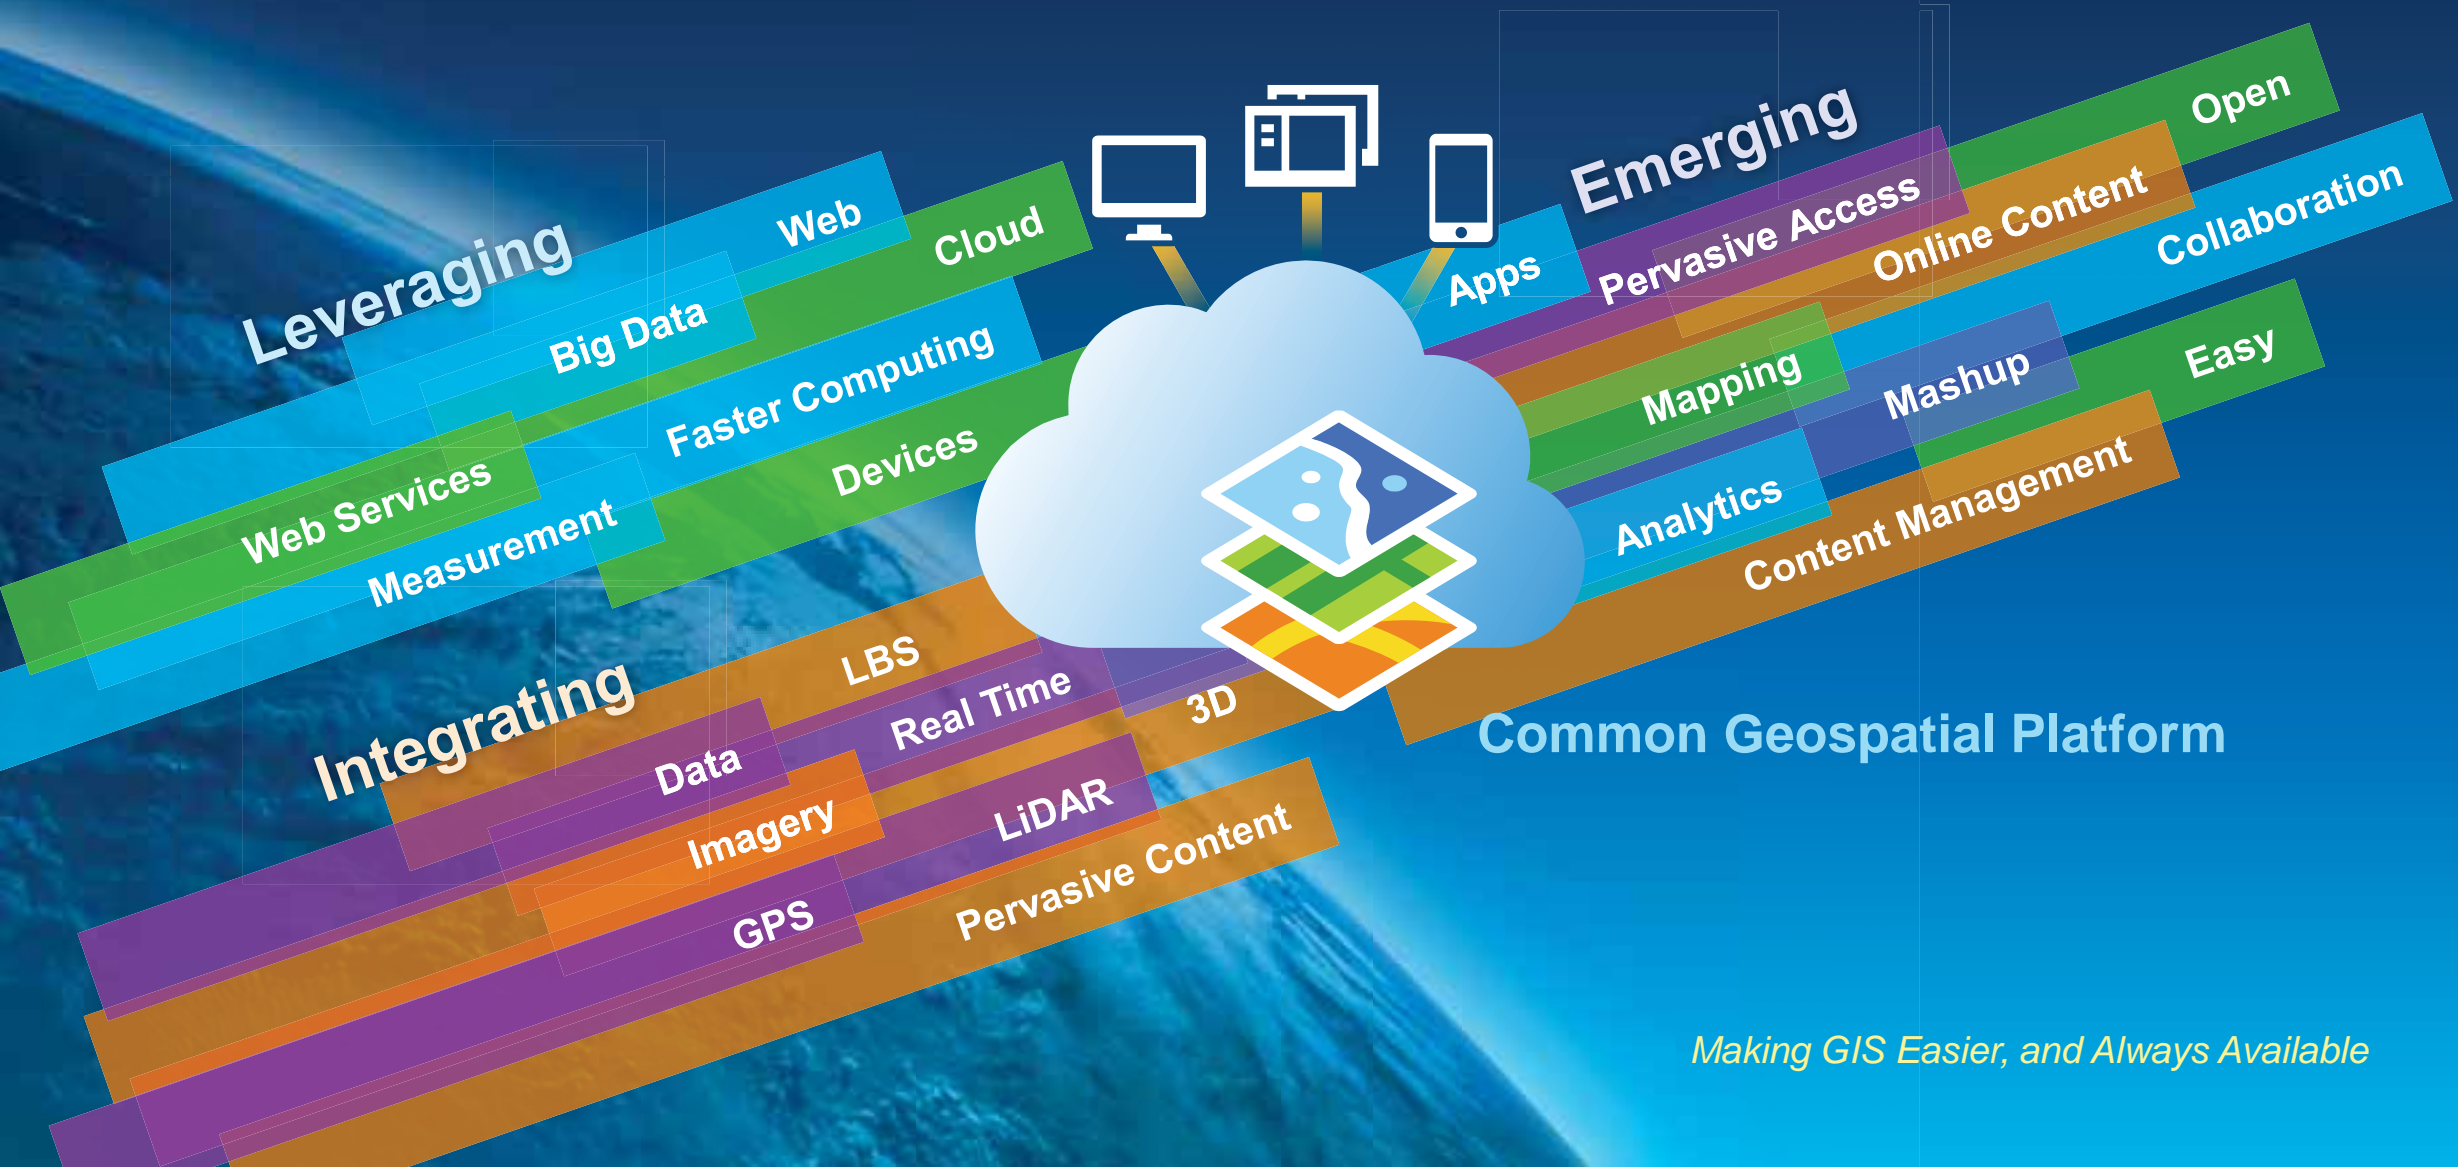 Leveraging
Web
Cloud
Big Data
Faster Computing
Web Services
Devices
Measurement
Emerging
Open
Pervasive Access
Online Content
Collaboration
Apps
Mapping
Mashup
Easy
Analytics
Content Management
Integrating
LBS
Real Time
3D
Data
Imagery
LiDAR
GPS
Pervasive Content
Common Geospatial Platform
Making GIS Easier, and Always Available